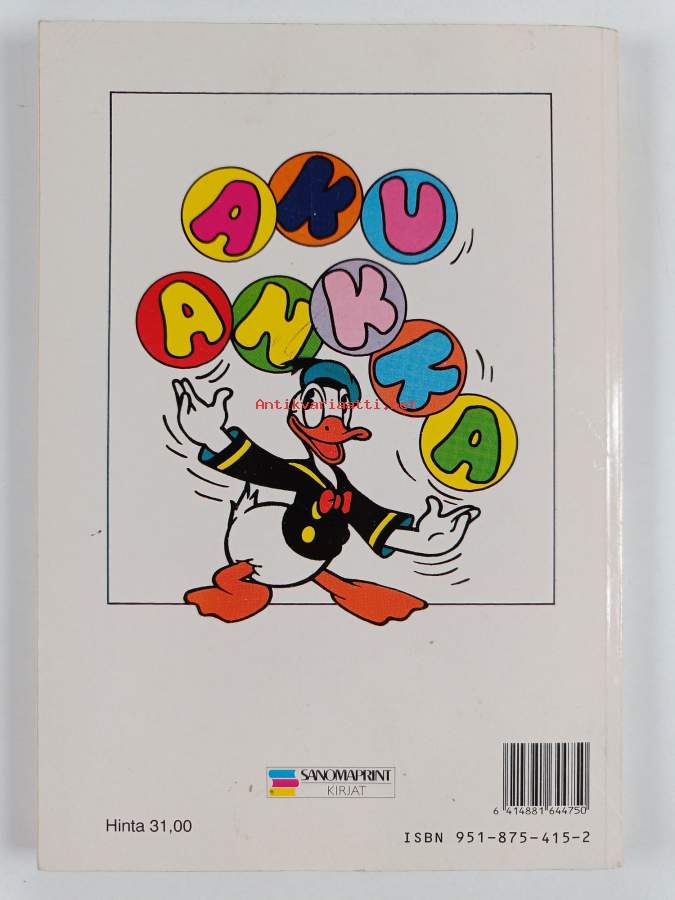 AKU
ANKKA
Antikvariaatti.net
SANOMAPRINT
KIRJAT
6 414881 644750
Hinta 31,00
ISBN 951-875-415-2